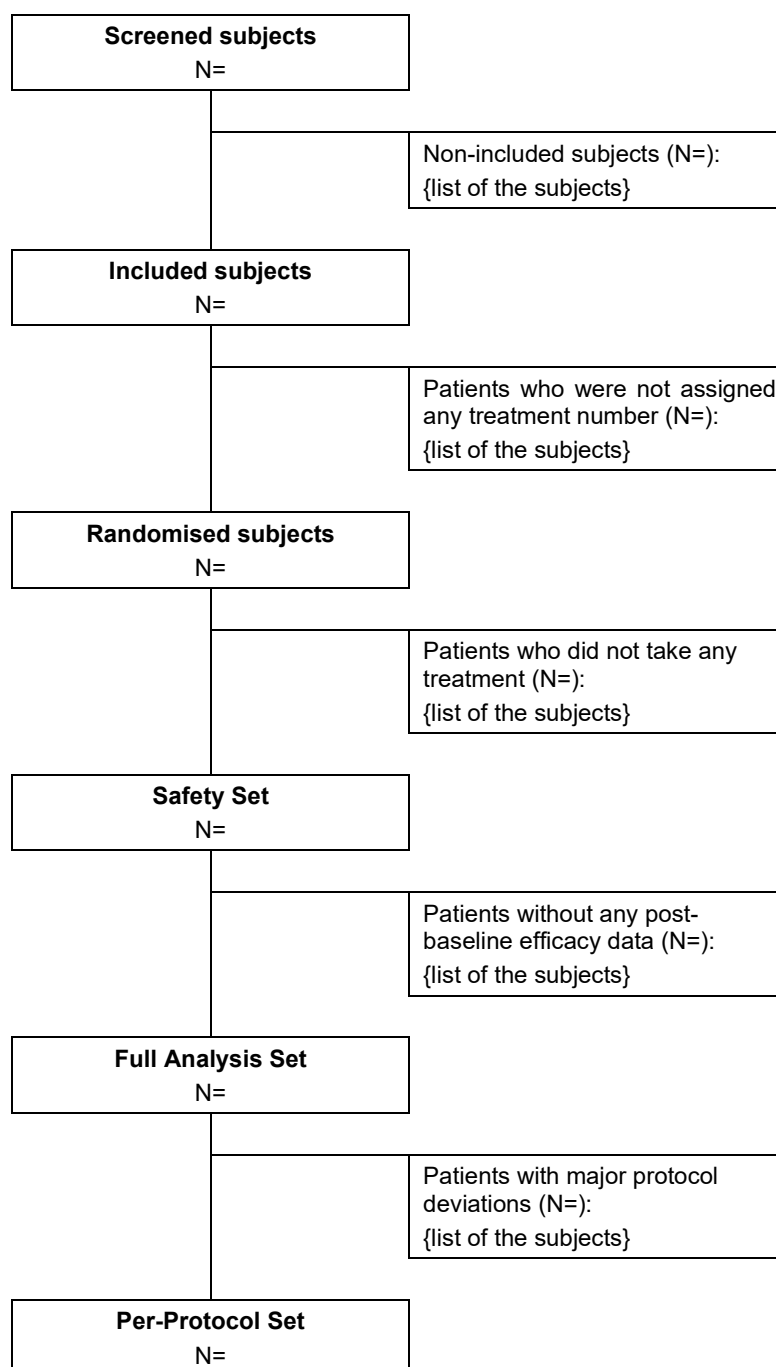 Screened subjects
N=
Non-included subjects (N=):
{list of the subjects}
Included subjects
N=
Patients who were not assigned
any treatment number (N=):
{list of the subjects}
Randomised subjects
N=
Patients who did not take any
treatment (N=):
{list of the subjects}
Safety Set
N=
Patients without any post-
baseline efficacy data (N=):
{list of the subjects}
Full Analysis Set
N=
Patients with major protocol
deviations (N=):
{list of the subjects}
Per-Protocol Set
N=